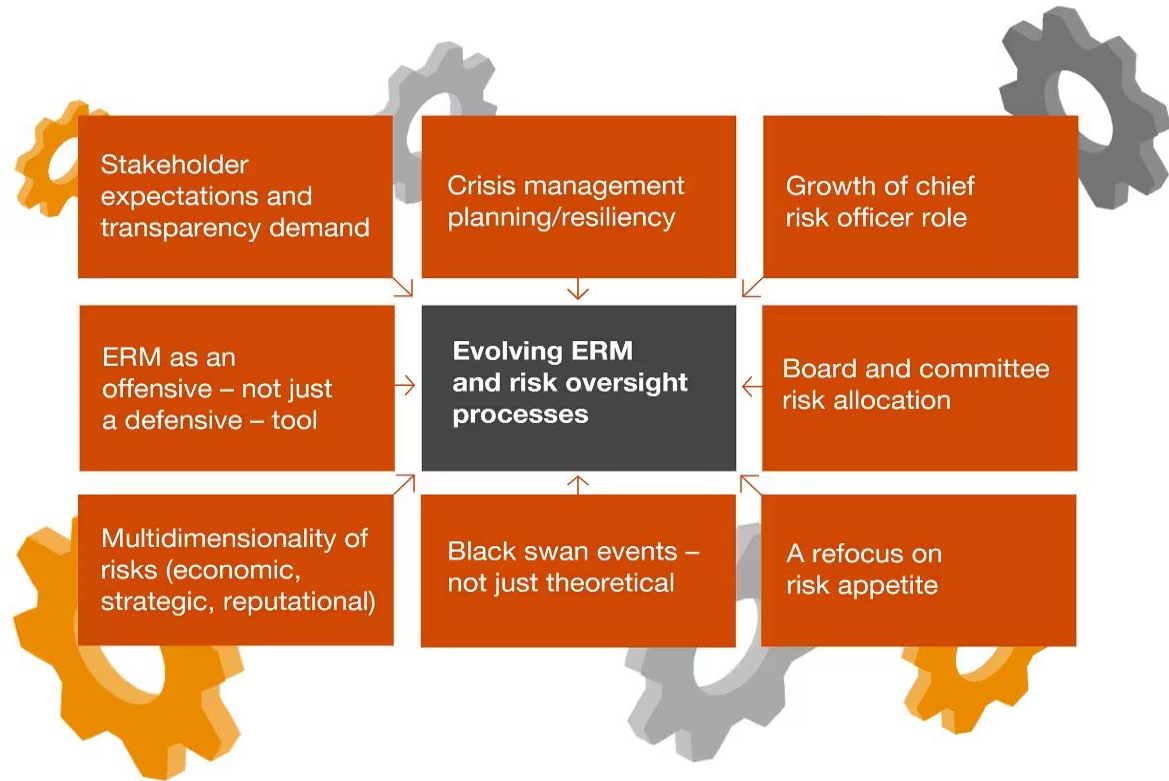 Stakeholder
expectations and
transparency demand
Crisis management
planning/resiliency
Growth of chief
risk officer role
ERM as an
offensive – not just
a defensive – tool
Evolving ERM
and risk oversight
processes
Board and committee
risk allocation
Multidimensionality of
risks (economic,
strategic, reputational)
Black swan events –
not just theoretical
A refocus on
risk appetite